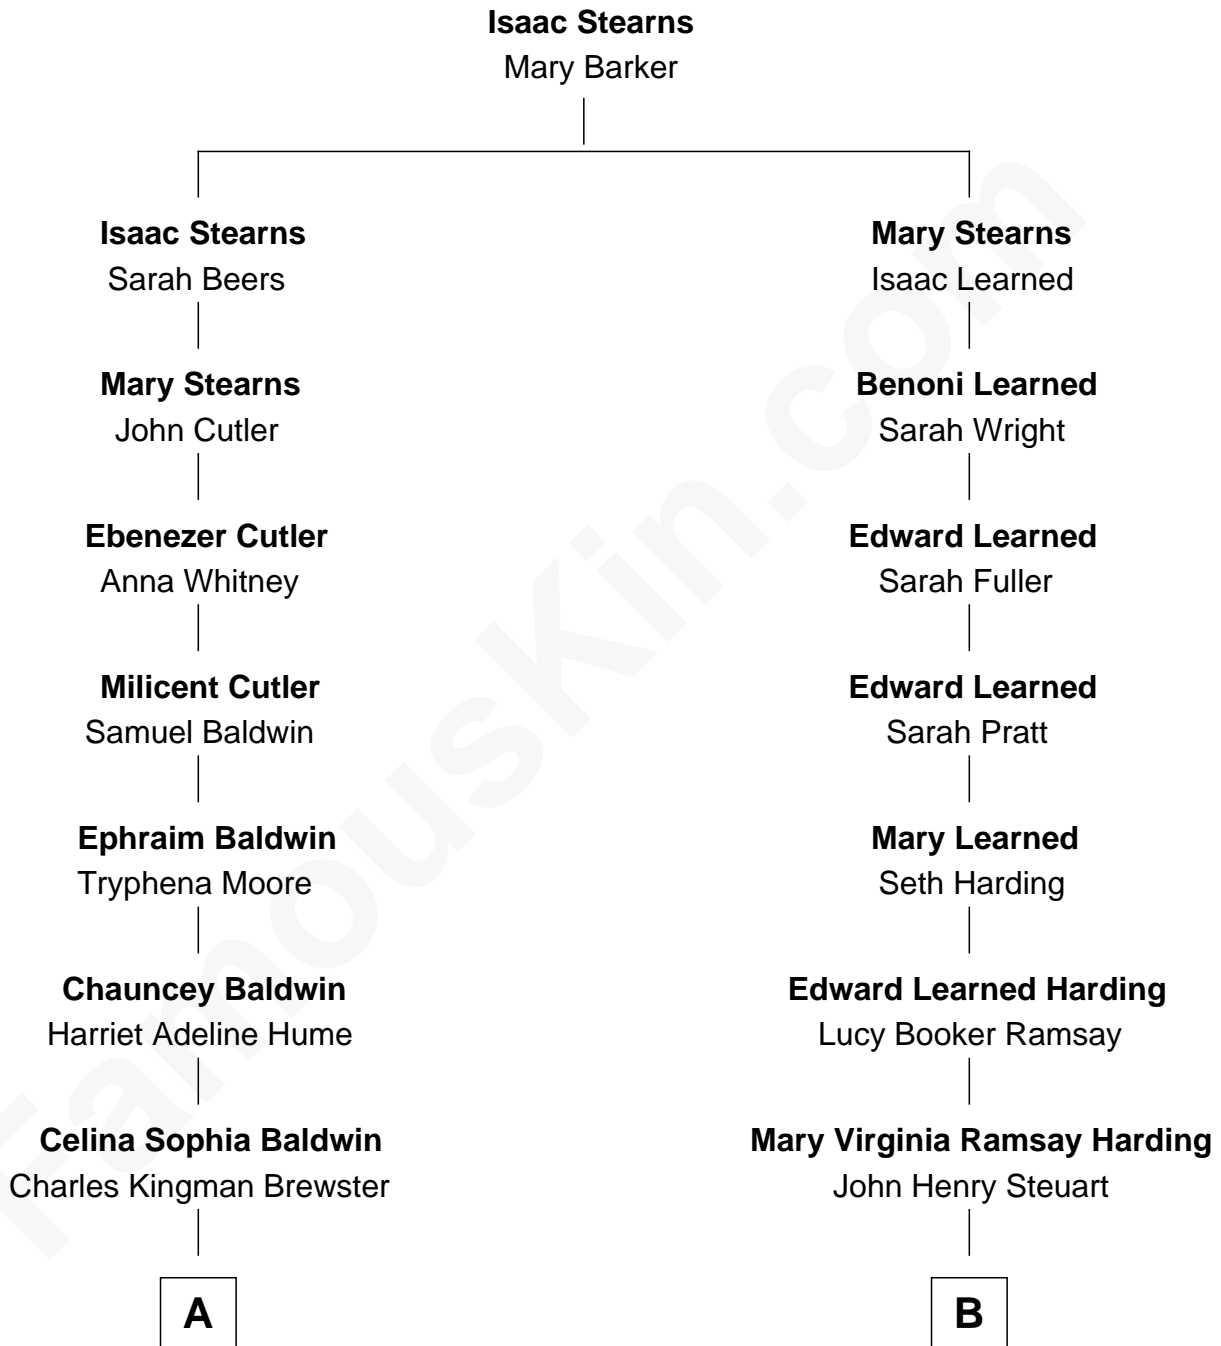 Isaac Stearns
Mary Barker
Isaac Stearns
Sarah Beers
Mary Stearns
John Cutler
Ebenezer Cutler
Anna Whitney
Milicent Cutler
Samuel Baldwin
Ephraim Baldwin
Tryphena Moore
Chauncey Baldwin
Harriet Adeline Hume
Celina Sophia Baldwin
Charles Kingman Brewster
A
Mary Stearns
Isaac Learned
Benoni Learned
Sarah Wright
Edward Learned
Sarah Fuller
Edward Learned
Sarah Pratt
Mary Learned
Seth Harding
Edward Learned Harding
Lucy Booker Ramsay
Mary Virginia Ramsay Harding
John Henry Steuart
B
FamousKin.com